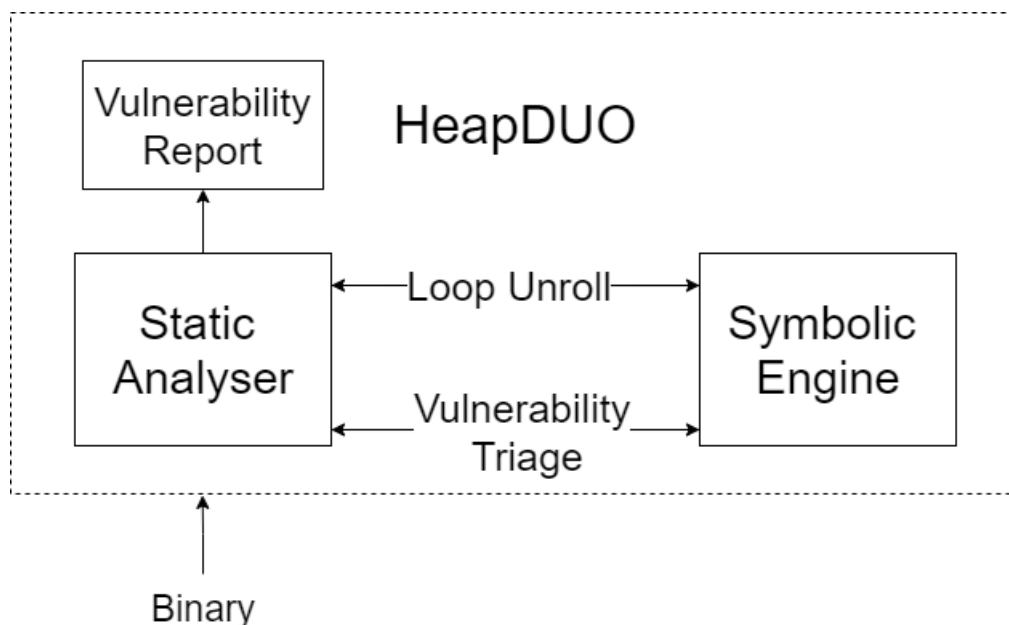 Vulnerability
Report
HeapDUO
Static
Analyser
Loop Unroll
Vulnerability
Triage
Symbolic
Engine
Binary